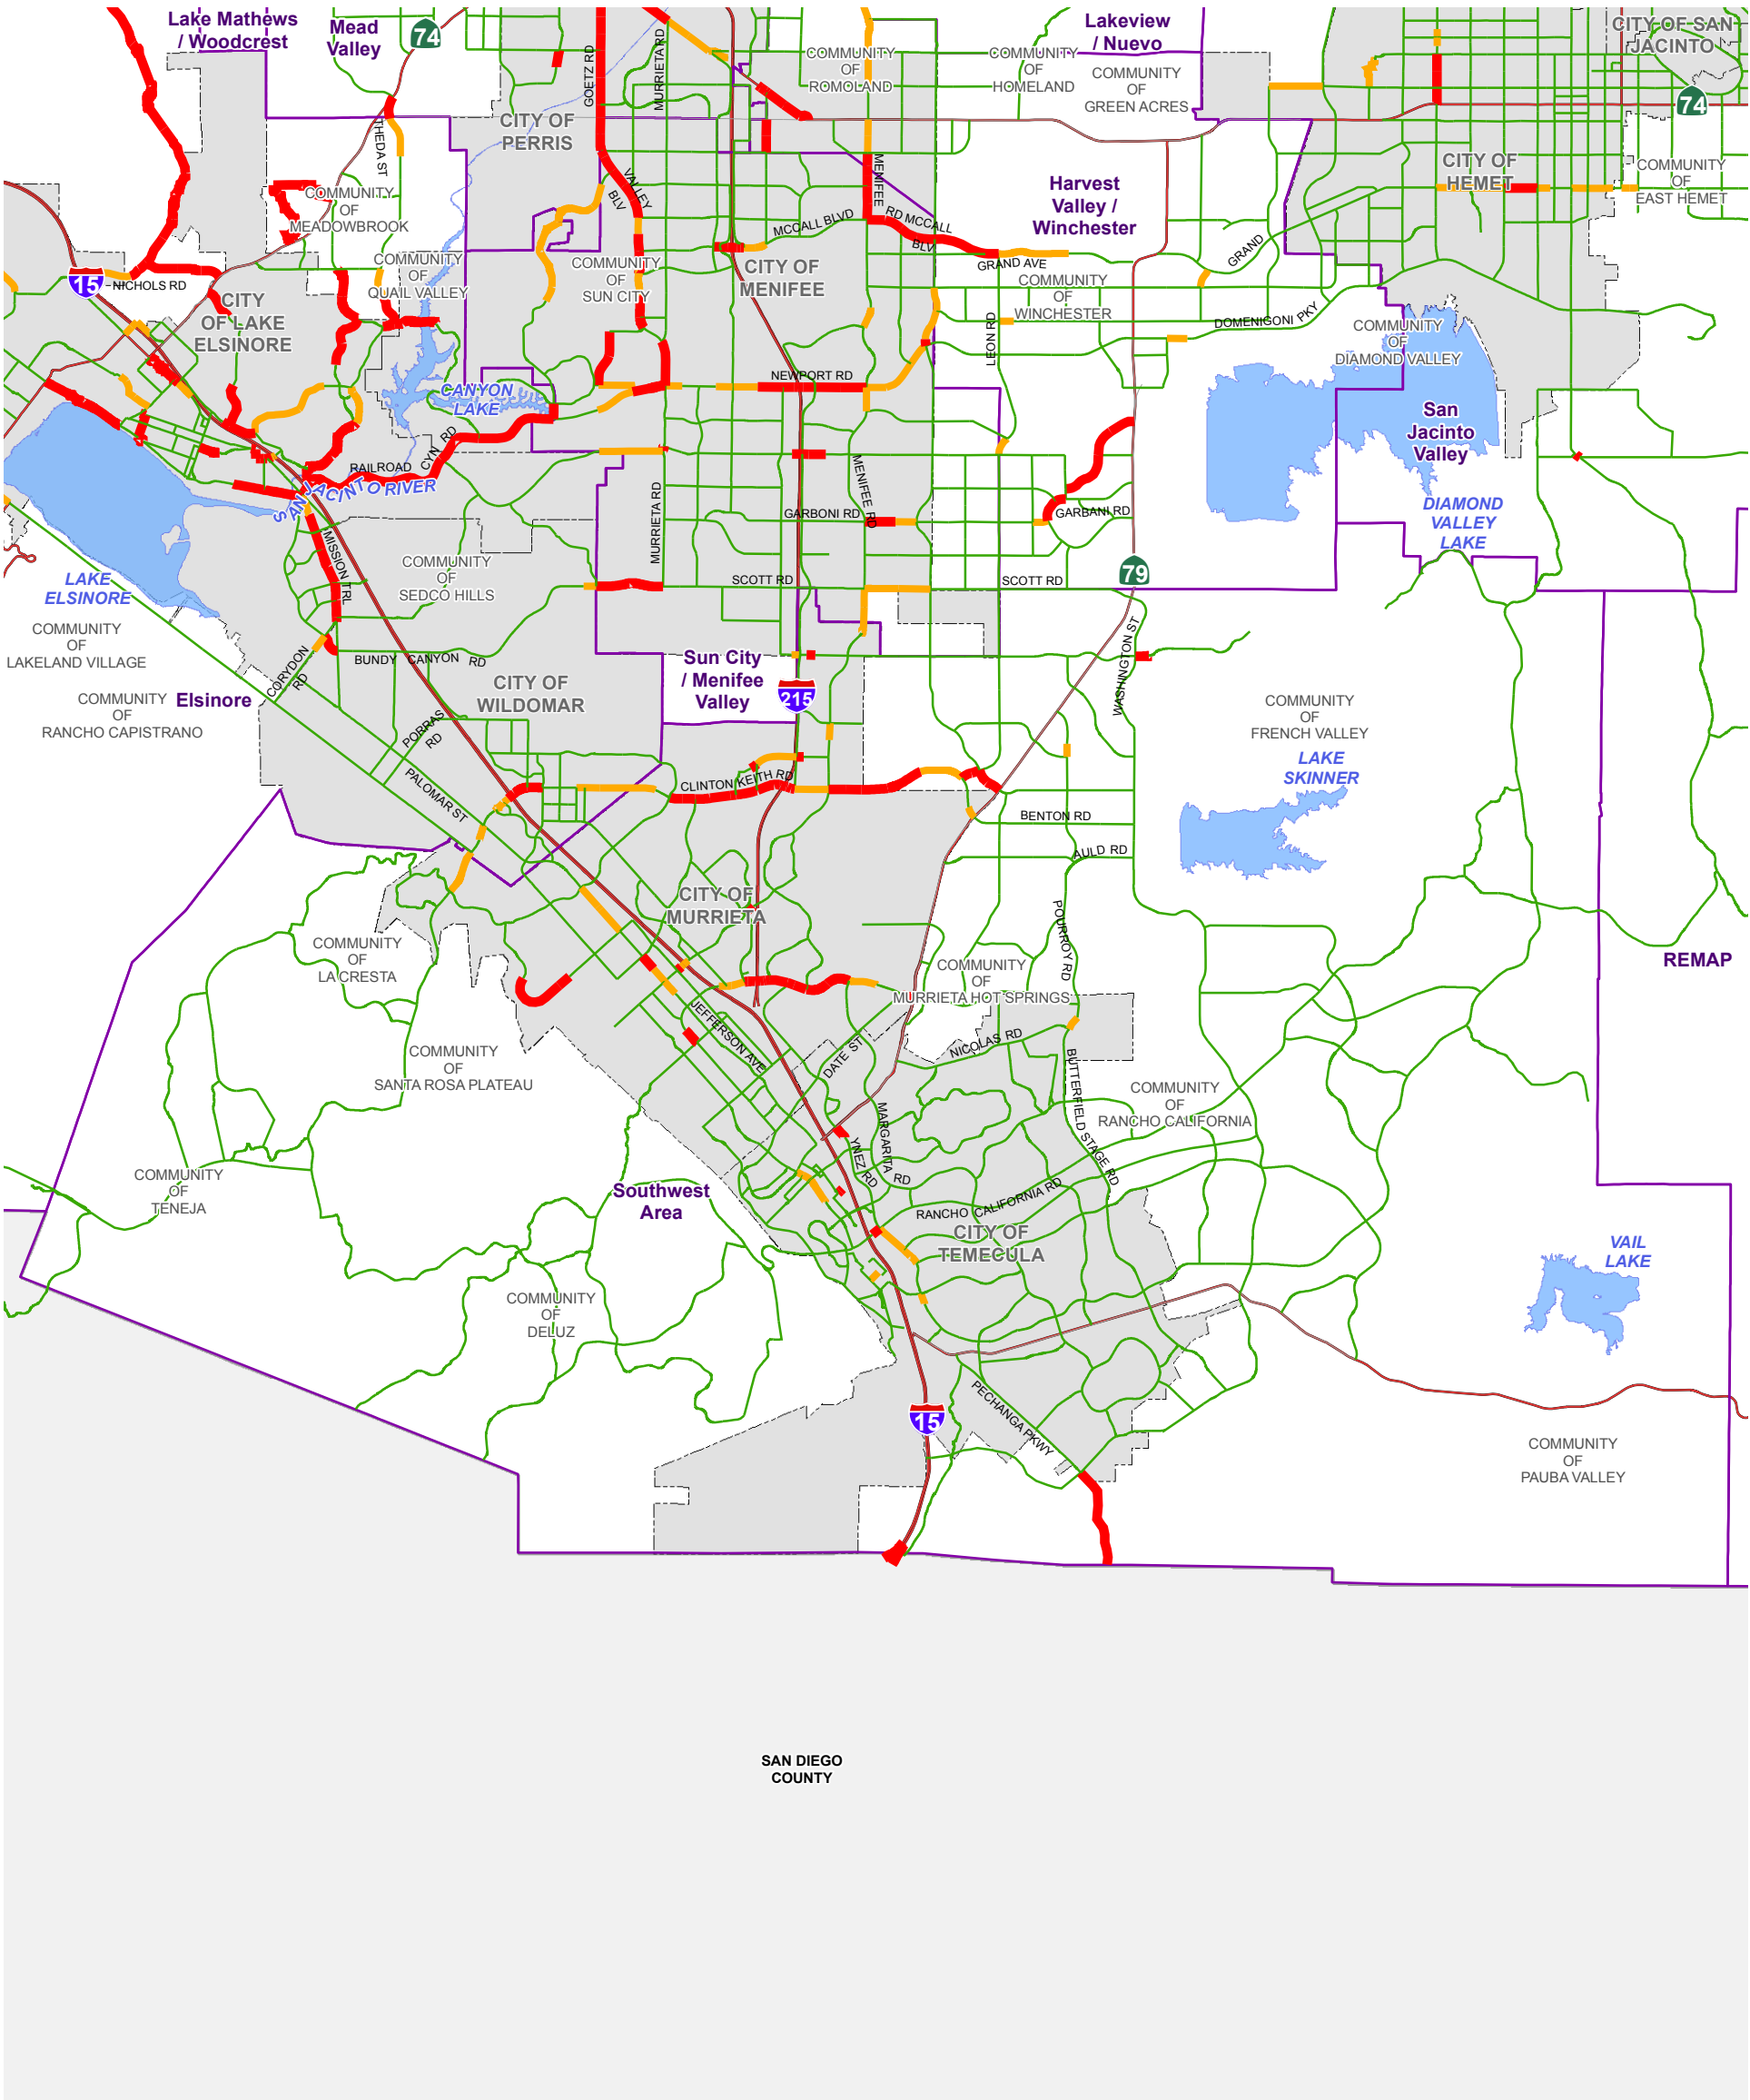 Lake Mathews
/ Woodcrest
Mead
Valley
74
GOETZ RD
MURRIETA RD
COMMUNITY
OF
ROMOLAND
COMMUNITY
OF
HOMELAND
Lakeview
/ Nuevo
COMMUNITY
OF
GREEN ACRES
CITY OF SAN
JACINTO
74
THEDA ST
CITY OF
PERRIS
VALLEY
BLV
MENIFEE
RD
MCCALL
BLV
MCCALL BLVD
CITY OF
HEMET
COMMUNITY
OF
EAST HEMET
Harvest
Valley /
Winchester
COMMUNITY
OF
MEADOWBROOK
COMMUNITY
OF
QUAIL VALLEY
COMMUNITY
OF
SUN CITY
CITY OF
MENIFEE
GRAND AVE
GRAND
COMMUNITY
OF
WINCHESTER
15
NICHOLS RD
CITY
OF LAKE
ELSINORE
LEON RD
DOMENIGONI PKY
COMMUNITY
OF
DIAMOND VALLEY
CANYON
LAKE
NEWPORT RD
San
Jacinto
Valley
RAILROAD
CYN RD
SAN JACINTO RIVER
MENIFEE RD
MURRIETA RD
GARBONI RD
GARBANI RD
DIAMOND
VALLEY
LAKE
MISSION TRL
COMMUNITY
OF
SEDCO HILLS
SCOTT RD
SCOTT RD
79
LAKE
ELSINORE
COMMUNITY
OF
LAKELAND VILLAGE
CORYDON
RD
BUNDY CANYON RD
WASHINGTON ST
Sun City
/ Menifee
Valley
215
CITY OF
WILDOMAR
COMMUNITY
OF
RANCHO CAPISTRANO
Elsinore
COMMUNITY
OF
FRENCH VALLEY
LAKE
SKINNER
PORRAS
RD
PALOMAR ST
CLINTON KEITH RD
BENTON RD
AULD RD
CITY OF
MURRIETA
POURROY RD
COMMUNITY
OF
LA CRESTA
COMMUNITY
OF
MURRIETA HOT SPRINGS
REMAP
JEFFERSON AVE
DATE ST
NICOLAS RD
COMMUNITY
OF
SANTA ROSA PLATEAU
BUTTERFIELD STAGE RD
COMMUNITY
OF
RANCHO CALIFORNIA
MARGARITA
RD
YNEZ RD
COMMUNITY
OF
TENEJA
Southwest
Area
RANCHO CALIFORNIA RD
CITY OF
TEMECULA
VAIL
LAKE
COMMUNITY
OF
DELUZ
15
PECHANGA PKWY
COMMUNITY
OF
PAUBA VALLEY
SAN DIEGO
COUNTY